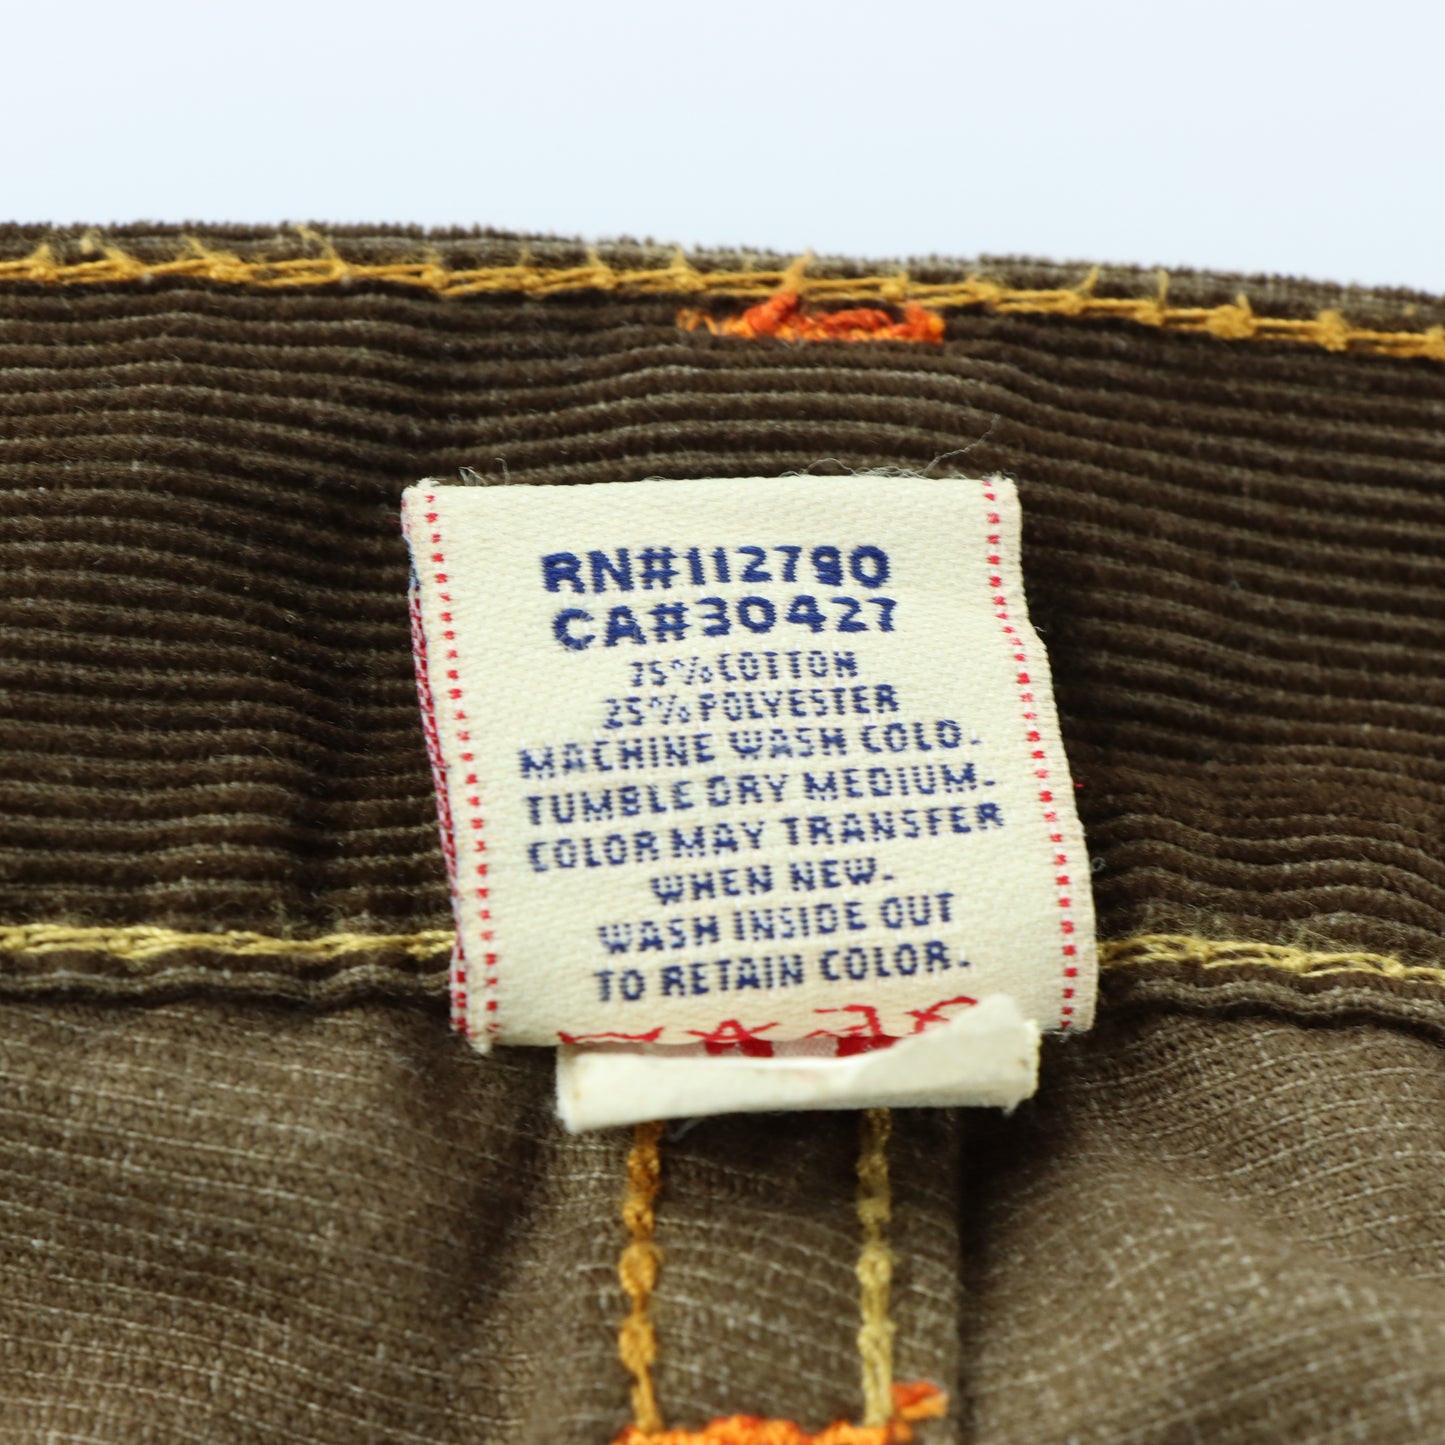 RN#112790
CA#30427
75%COTTON
25%POLYESTER
MACHINE WASH COLD.
TUMBLE DRY MEDIUM.
COLOR MAY TRANSFER
WHEN NEW.
WASH INSIDE OUT
TO RETAIN COLOR.